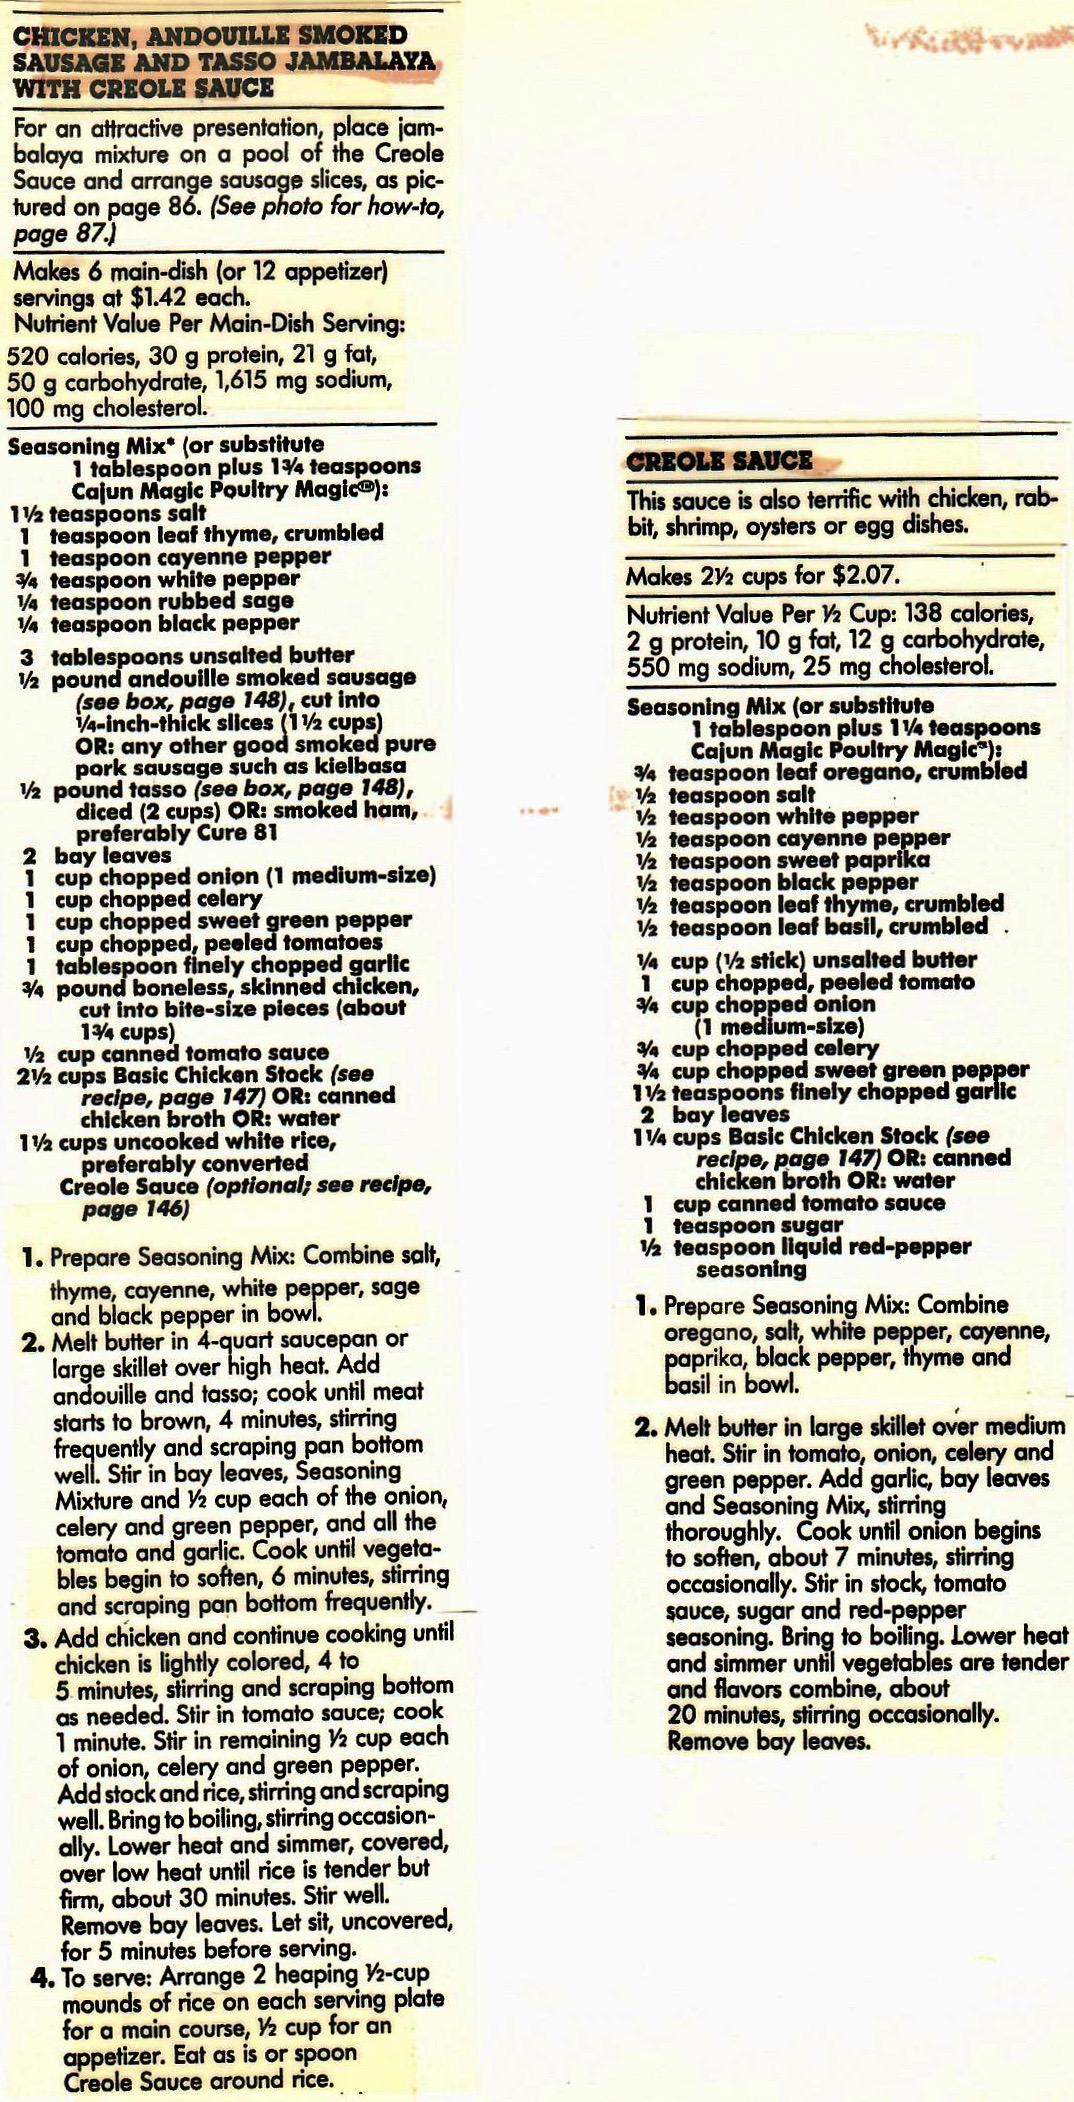 CHICKEN, ANDOUILLE SMOKED
SAUSAGE AND TASSO JAMBALAYA
WITH CREOLE SAUCE
For an attractive presentation, place jam-
balaya mixture on a pool of the Creole
Sauce and arrange sausage slices, as pic-
tured on page 86. (See photo for how-to,
page 87.)
Makes 6 main-dish (or 12 appetizer)
servings at $1.42 each.
Nutrient Value Per Main-Dish Serving:
520 calories, 30 g protein, 21 g fat,
50 g carbohydrate, 1,615 mg sodium,
100 mg cholesterol.
Seasoning Mix* (or substitute
1 tablespoon plus 1¾ teaspoons
Cajun Magic Poultry Magic™):
1½ teaspoons salt
1 teaspoon leaf thyme, crumbled
1 teaspoon cayenne pepper
¾ teaspoon white pepper
¼ teaspoon rubbed sage
¼ teaspoon black pepper
3 tablespoons unsalted butter
½ pound andouille smoked sausage
(see box, page 148), cut into
¼-inch-thick slices (1½ cups)
OR: any other good smoked pure
pork sausage such as kielbasa
½ pound tasso (see box, page 148),
diced (2 cups) OR: smoked ham,
preferably Cure 81
2 bay leaves
1 cup chopped onion (1 medium-size)
1 cup chopped celery
1 cup chopped sweet green pepper
1 cup chopped, peeled tomatoes
1 tablespoon finely chopped garlic
¾ pound boneless, skinned chicken,
cut into bite-size pieces (about
1¾ cups)
½ cup canned tomato sauce
2½ cups Basic Chicken Stock (see
recipe, page 147) OR: canned
chicken broth OR: water
1½ cups uncooked white rice,
preferably converted
Creole Sauce (optional; see recipe,
page 146)
1. Prepare Seasoning Mix: Combine salt,
thyme, cayenne, white pepper, sage
and black pepper in bowl.
2. Melt butter in 4-quart saucepan or
large skillet over high heat. Add
andouille and tasso; cook until meat
starts to brown, 4 minutes, stirring
frequently and scraping pan bottom
well. Stir in bay leaves, Seasoning
Mixture and ½ cup each of the onion,
celery and green pepper, and all the
tomato and garlic. Cook until vegeta-
bles begin to soften, 6 minutes, stirring
and scraping pan bottom frequently.
3. Add chicken and continue cooking until
chicken is lightly colored, 4 to
5 minutes, stirring and scraping bottom
as needed. Stir in tomato sauce; cook
1 minute. Stir in remaining ½ cup each
of onion, celery and green pepper.
Add stock and rice, stirring and scraping
well. Bring to boiling, stirring occasion-
ally. Lower heat and simmer, covered,
over low heat until rice is tender but
firm, about 30 minutes. Stir well.
Remove bay leaves. Let sit, uncovered,
for 5 minutes before serving.
4. To serve: Arrange 2 heaping ½-cup
mounds of rice on each serving plate
for a main course, ½ cup for an
appetizer. Eat as is or spoon
Creole Sauce around rice.
CREOLE SAUCE
This sauce is also terrific with chicken, rab-
bit, shrimp, oysters or egg dishes.
Makes 2½ cups for $2.07.
Nutrient Value Per ½ Cup: 138 calories,
2 g protein, 10 g fat, 12 g carbohydrate,
550 mg sodium, 25 mg cholesterol.
Seasoning Mix (or substitute
1 tablespoon plus 1¼ teaspoons
Cajun Magic Poultry Magic™):
¾ teaspoon leaf oregano, crumbled
½ teaspoon salt
½ teaspoon white pepper
½ teaspoon cayenne pepper
½ teaspoon sweet paprika
½ teaspoon black pepper
½ teaspoon leaf thyme, crumbled
½ teaspoon leaf basil, crumbled
¼ cup (½ stick) unsalted butter
1 cup chopped, peeled tomato
¾ cup chopped onion
(1 medium-size)
¾ cup chopped celery
¾ cup chopped sweet green pepper
1½ teaspoons finely chopped garlic
2 bay leaves
1¼ cups Basic Chicken Stock (see
recipe, page 147) OR: canned
chicken broth OR: water
1 cup canned tomato sauce
1 teaspoon sugar
½ teaspoon liquid red-pepper
seasoning
1. Prepare Seasoning Mix: Combine
oregano, salt, white pepper, cayenne,
paprika, black pepper, thyme and
basil in bowl.
2. Melt butter in large skillet over medium
heat. Stir in tomato, onion, celery and
green pepper. Add garlic, bay leaves
and Seasoning Mix, stirring
thoroughly. Cook until onion begins
to soften, about 7 minutes, stirring
occasionally. Stir in stock, tomato
sauce, sugar and red-pepper
seasoning. Bring to boiling. Lower heat
and simmer until vegetables are tender
and flavors combine, about
20 minutes, stirring occasionally.
Remove bay leaves.